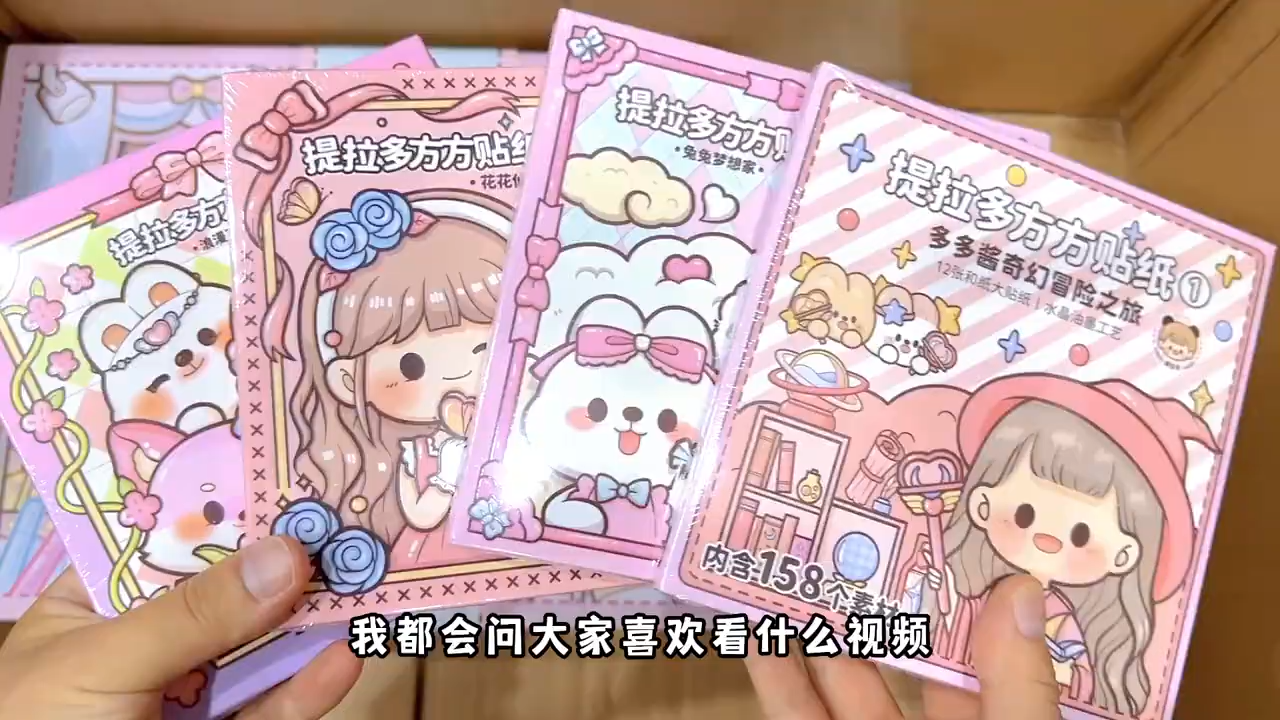 提拉多方
浪漫
提拉多方方贴纸
•花花仙
提拉多方方贴
•兔兔梦想家•
提拉多方方贴纸①
多多酱奇幻冒险之旅
12张和纸大贴纸 | 水晶油墨工艺
内含158个素材
我都会问大家喜欢看什么视频